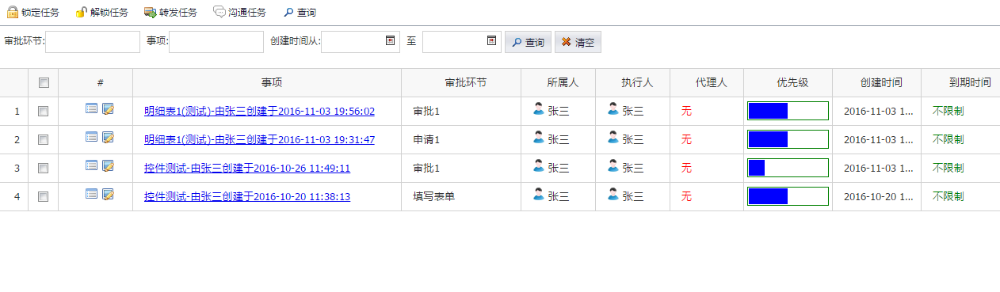 锁定任务 解锁任务 转发任务 沟通任务 查询
审批环节: 事项: 创建时间从: 至 查询 清空
# 事项 审批环节 所属人 执行人 代理人 优先级 创建时间 到期时间
1 明细表1(测试)-由张三创建于2016-11-03 19:56:02 审批1 张三 张三 无 2016-11-03 1... 不限制
2 明细表1(测试)-由张三创建于2016-11-03 19:31:47 申请1 张三 张三 无 2016-11-03 1... 不限制
3 控件测试-由张三创建于2016-10-26 11:49:11 审批1 张三 张三 无 2016-11-03 1... 不限制
4 控件测试-由张三创建于2016-10-20 11:38:13 填写表单 张三 张三 无 2016-10-20 1... 不限制